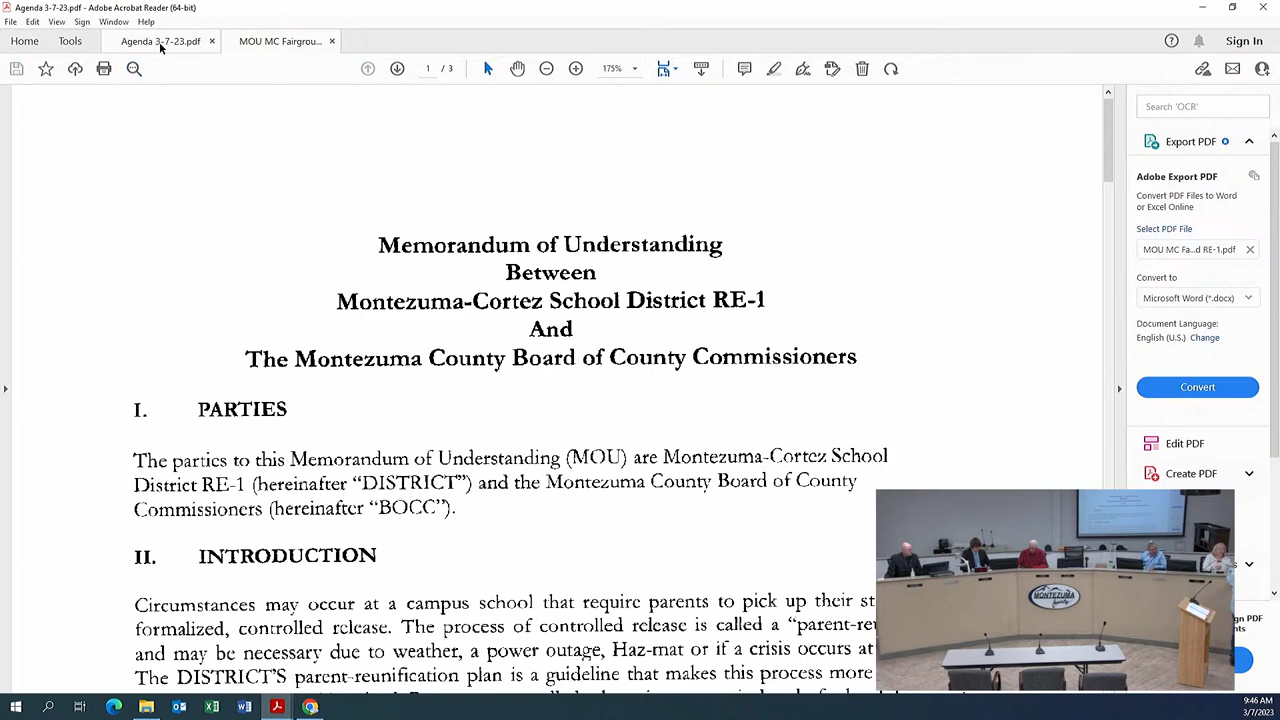 Agenda 3-7-23.pdf - Adobe Acrobat Reader (64-bit)
File Edit View Sign Window Help
Home Tools Agenda 3-7-23.pdf × MOU MC Fairgrou... × Sign In
1 / 3 175%
Search 'OCR'
Export PDF
Adobe Export PDF
Convert PDF Files to Word
or Excel Online
Select PDF File
MOU MC Fa...d RE-1.pdf
Convert to
Microsoft Word (*.docx)
Document Language:
English (U.S.) Change
Convert
Edit PDF
Create PDF
Memorandum of Understanding
Between
Montezuma-Cortez School District RE-1
And
The Montezuma County Board of County Commissioners
I. PARTIES
The parties to this Memorandum of Understanding (MOU) are Montezuma-Cortez School
District RE-1 (hereinafter “DISTRICT”) and the Montezuma County Board of County
Commissioners (hereinafter “BOCC”).
II. INTRODUCTION
Circumstances may occur at a campus school that require parents to pick up their st
formalized, controlled release. The process of controlled release is called a “parent-reu
and may be necessary due to weather, a power outage, Haz-mat or if a crisis occurs at
The DISTRICT'S parent-reunification plan is a guideline that makes this process more
MONTEZUMA
County
9:46 AM
3/7/2023